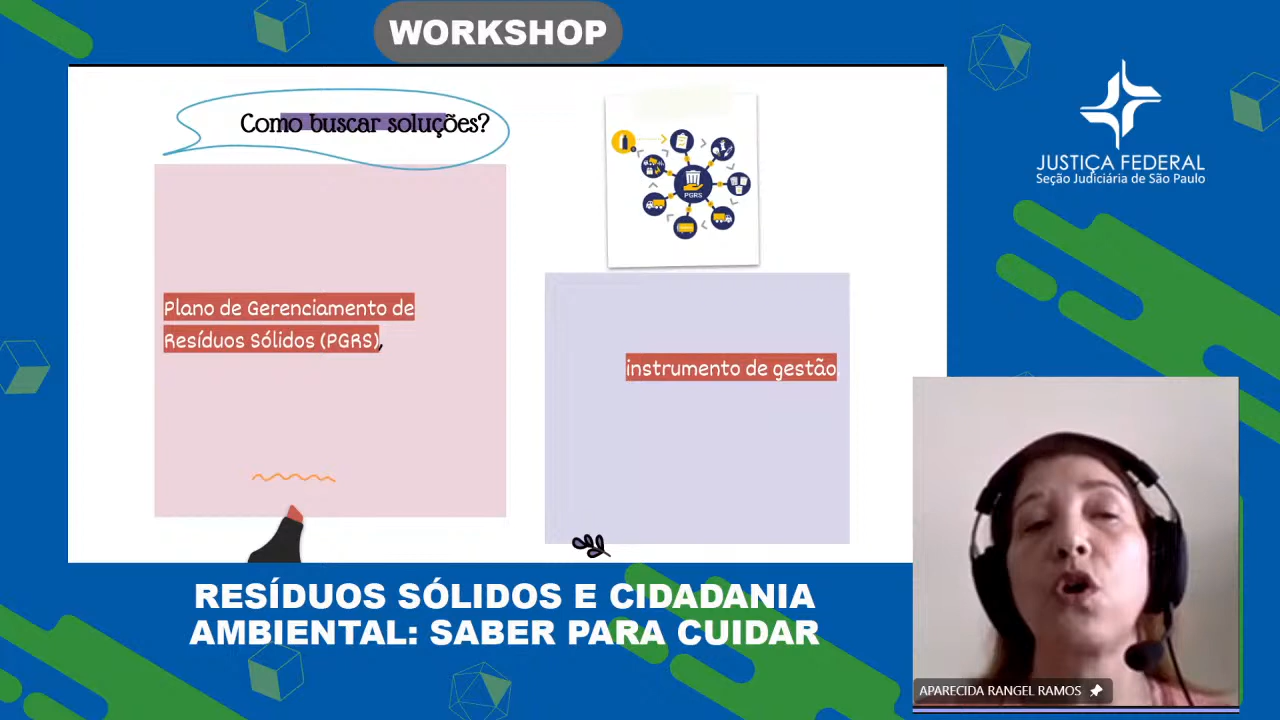 WORKSHOP
Como buscar soluções?
PGRS
JUSTIÇA FEDERAL
Seção Judiciária de São Paulo
Plano de Gerenciamento de
Resíduos Sólidos (PGRS),
instrumento de gestão
RESÍDUOS SÓLIDOS E CIDADANIA
AMBIENTAL: SABER PARA CUIDAR
APARECIDA RANGEL RAMOS